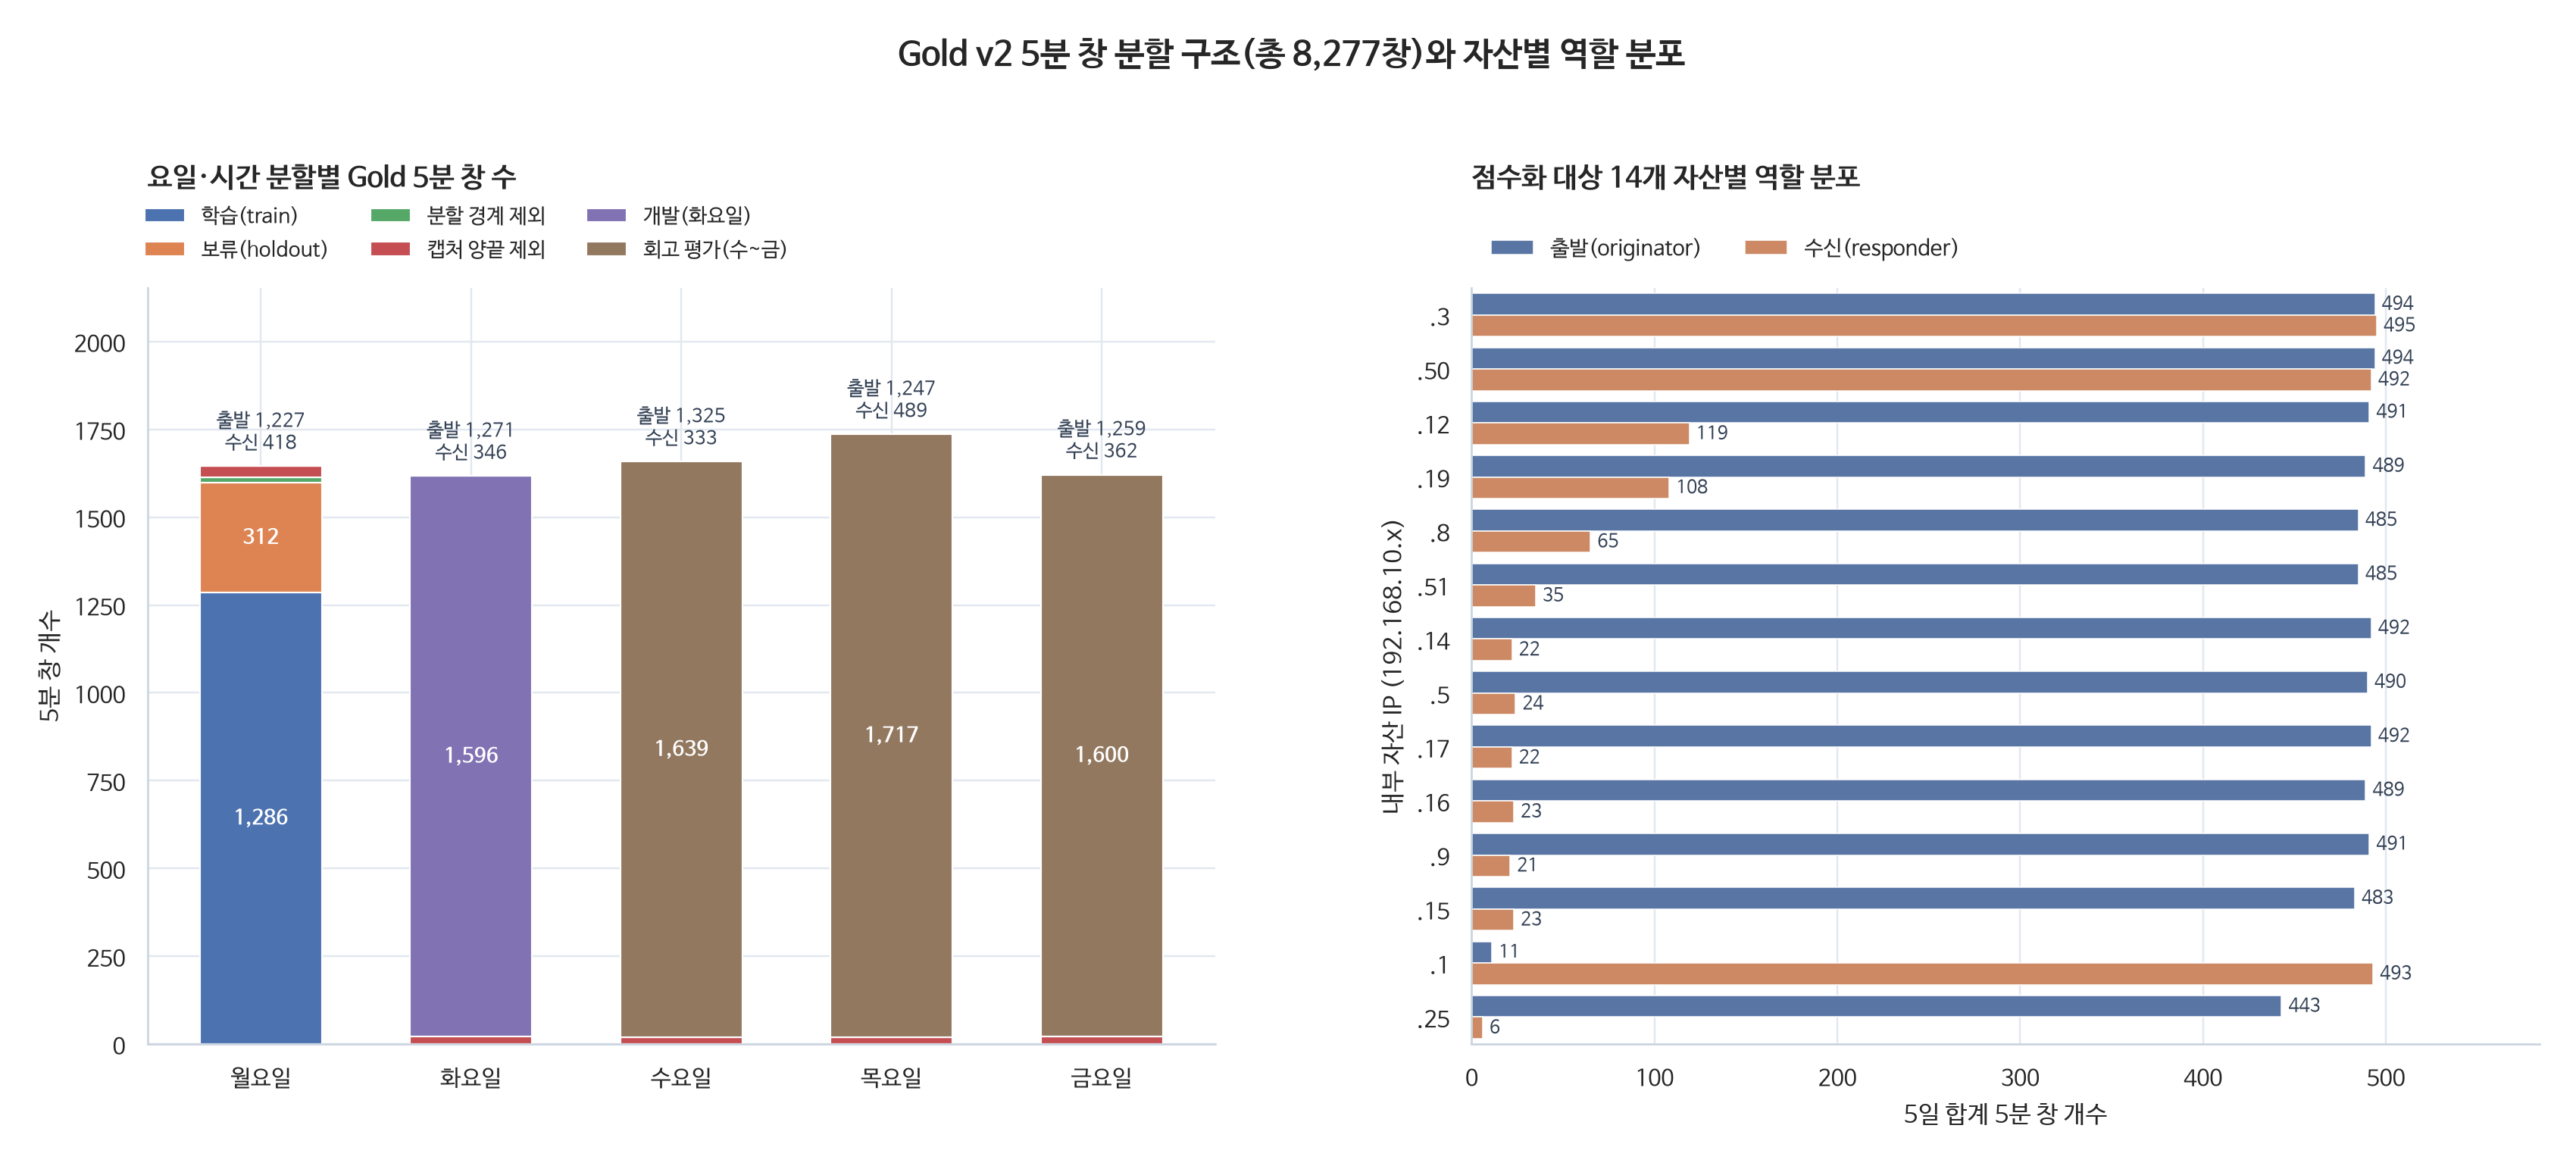 Gold v2 5분 창 분할 구조(총 8,277창)와 자산별 역할 분포
요일·시간 분할별 Gold 5분 창 수
학습(train)
분할 경계 제외
개발(화요일)
보류(holdout)
캡처 양끝 제외
회고 평가(수~금)
5분 창 개수
2000
1750
1500
1250
1000
750
500
250
0
출발 1,227
수신 418
312
1,286
출발 1,271
수신 346
1,596
출발 1,325
수신 333
1,639
출발 1,247
수신 489
1,717
출발 1,259
수신 362
1,600
월요일
화요일
수요일
목요일
금요일
점수화 대상 14개 자산별 역할 분포
출발(originator)
수신(responder)
내부 자산 IP (192.168.10.x)
.3
494
495
.50
494
492
.12
491
119
.19
489
108
.8
485
65
.51
485
35
.14
492
22
.5
490
24
.17
492
22
.16
489
23
.9
491
21
.15
483
23
.1
11
493
.25
443
6
0
100
200
300
400
500
5일 합계 5분 창 개수